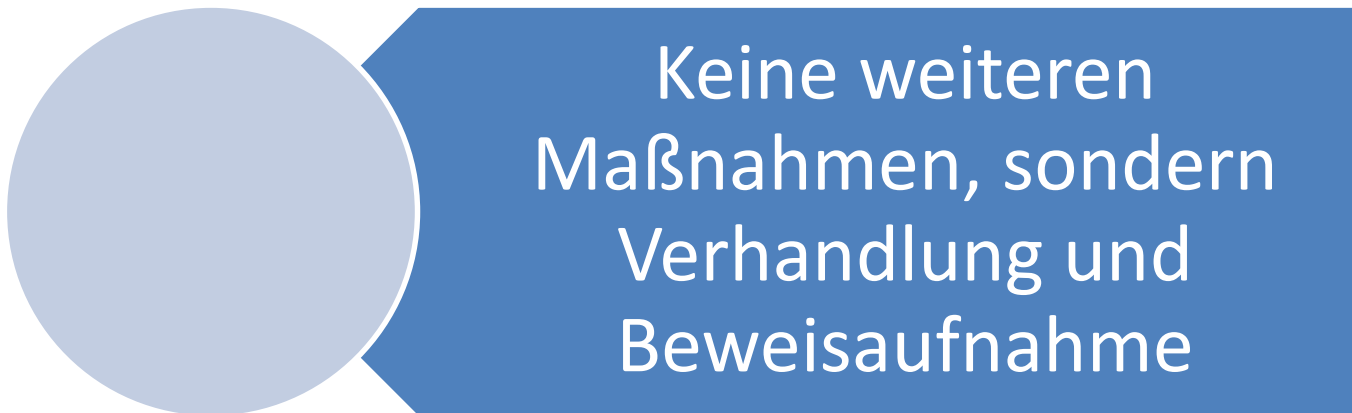 Keine weiteren
Maßnahmen, sondern
Verhandlung und
Beweisaufnahme